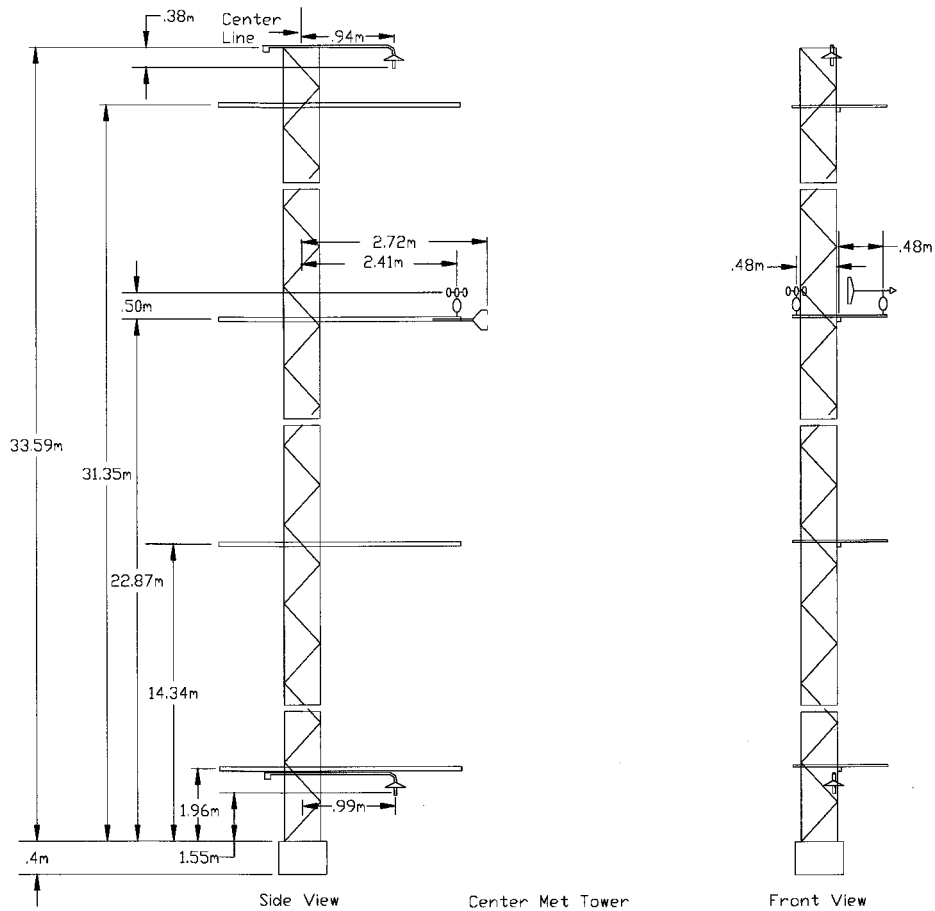 .38m
Center
Line
.94m
2.72m
2.41m
.50m
.48m
.48m
33.59m
31.35m
22.87m
14.34m
1.96m
.99m
1.55m
.4m
Side View
Center Met Tower
Front View